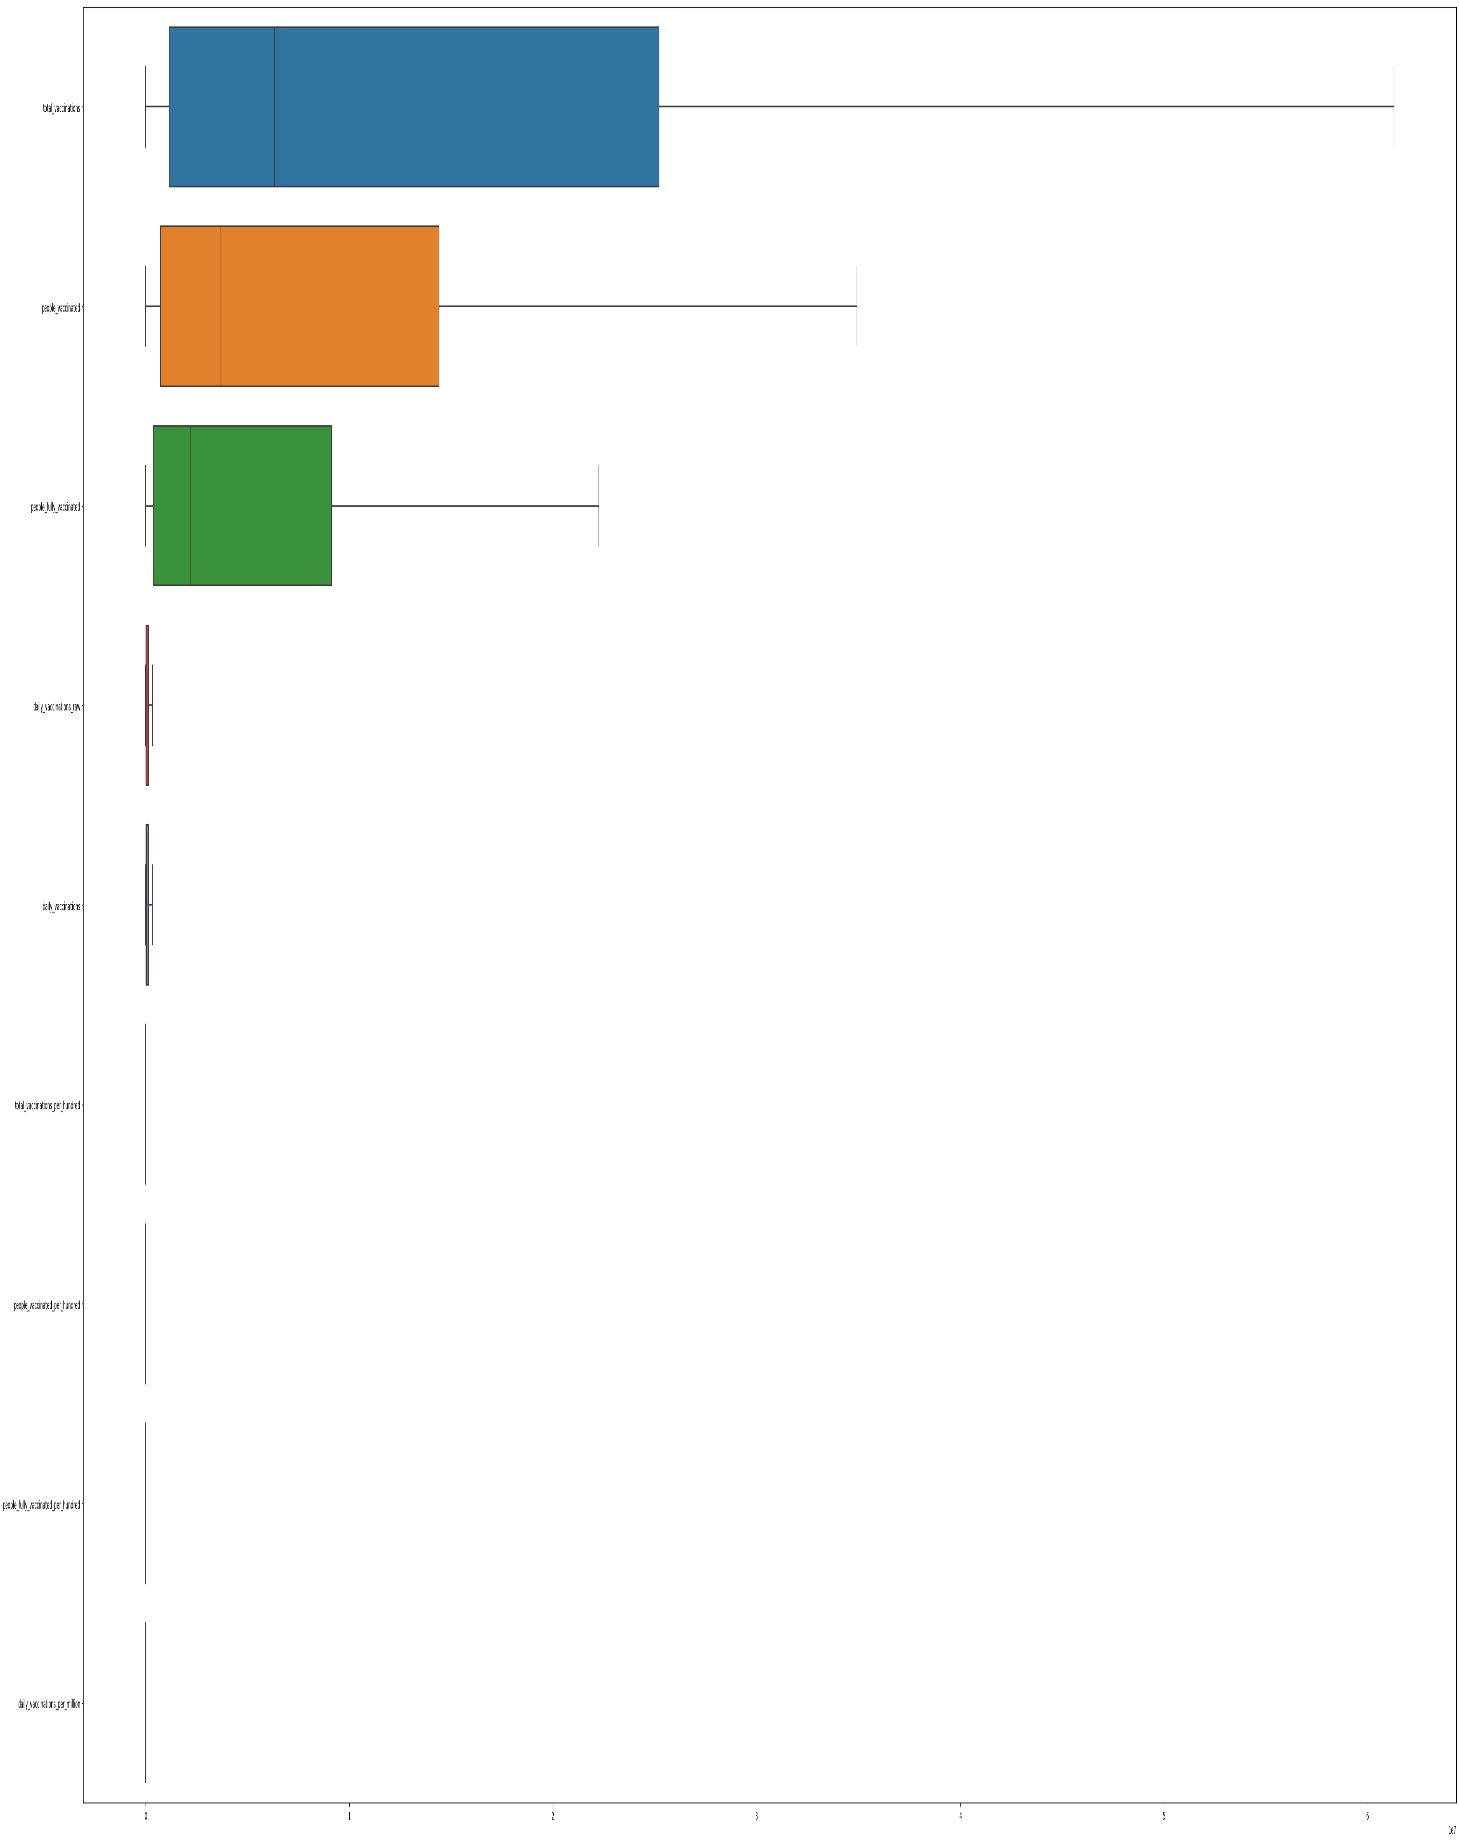 total_vaccinations
people_vaccinated
people_fully_vaccinated
daily_vaccinations_raw
daily_vaccinations
total_vaccinations_per_hundred
people_vaccinated_per_hundred
people_fully_vaccinated_per_hundred
daily_vaccinations_per_million
0 1 2 3 4 5 6
1e7